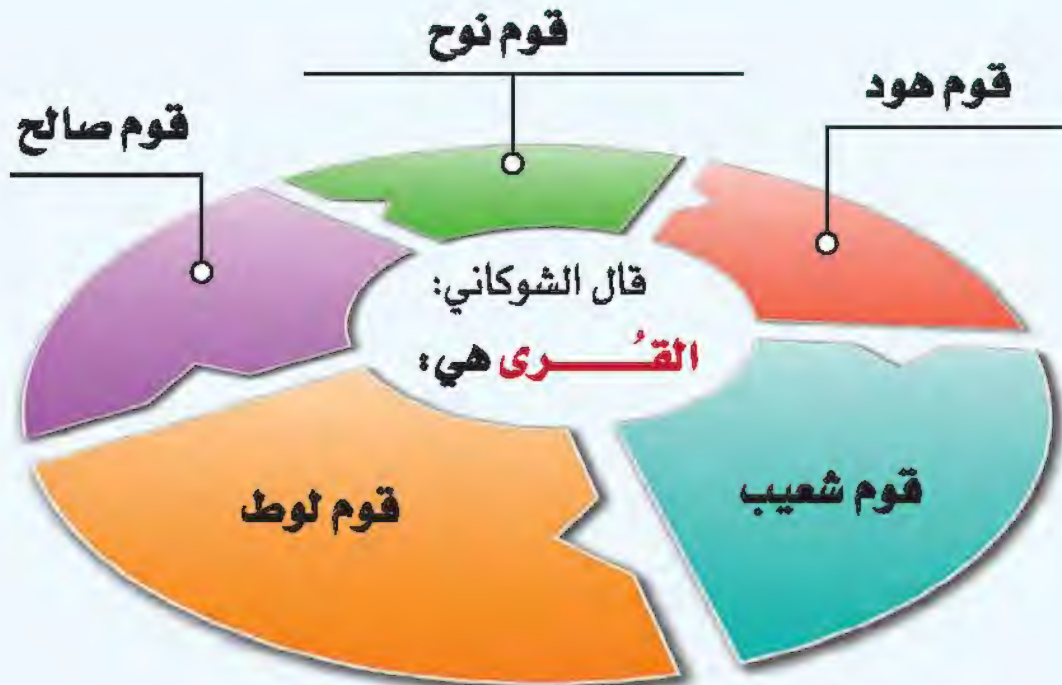 قوم نوح
قوم هود
قوم صالح
قال الشوكاني:
القُـــــرى هي:
قوم شعيب
قوم لوط